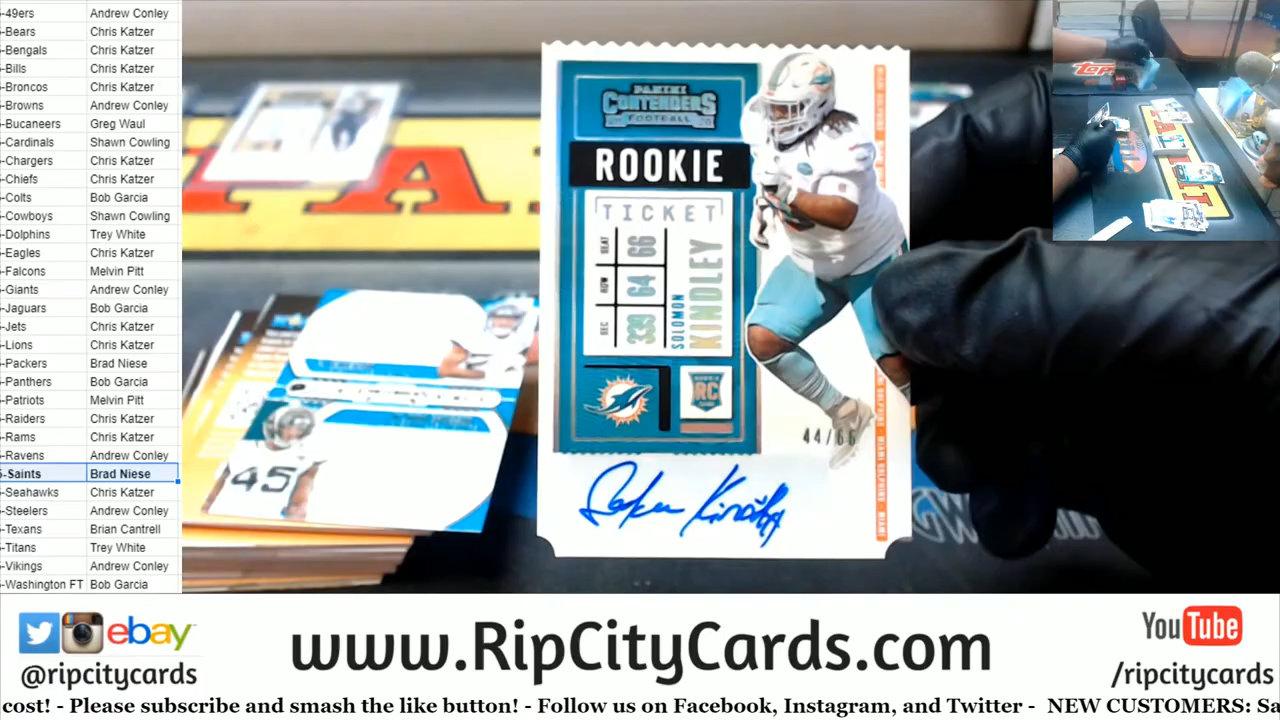 -49ers Andrew Conley
-Bears Chris Katzer
-Bengals Chris Katzer
-Bills Chris Katzer
-Broncos Chris Katzer
-Browns Andrew Conley
-Bucaneers Greg Waul
-Cardinals Shawn Cowling
-Chargers Chris Katzer
-Chiefs Chris Katzer
-Colts Bob Garcia
-Cowboys Shawn Cowling
-Dolphins Trey White
-Eagles Chris Katzer
-Falcons Melvin Pitt
-Giants Andrew Conley
-Jaguars Bob Garcia
-Jets Chris Katzer
-Lions Chris Katzer
-Packers Brad Niese
-Panthers Bob Garcia
-Patriots Melvin Pitt
-Raiders Chris Katzer
-Rams Chris Katzer
-Ravens Andrew Conley
-Saints Brad Niese
-Seahawks Chris Katzer
-Steelers Andrew Conley
-Texans Brian Cantrell
-Titans Trey White
-Vikings Andrew Conley
-Washington FT Bob Garcia
PANINI
CONTENDERS
FOOTBALL
ROOKIE
TICKET
SEAT 66
ROW 64
SEC 339
SOLOMON
KINDLEY
RC
44/66
MIAMI DOLPHINS
45
ebay
@ripcitycards
www.RipCityCards.com
YouTube
/ripcitycards
cost! - Please subscribe and smash the like button! - Follow us on Facebook, Instagram, and Twitter - NEW CUSTOMERS: Sa